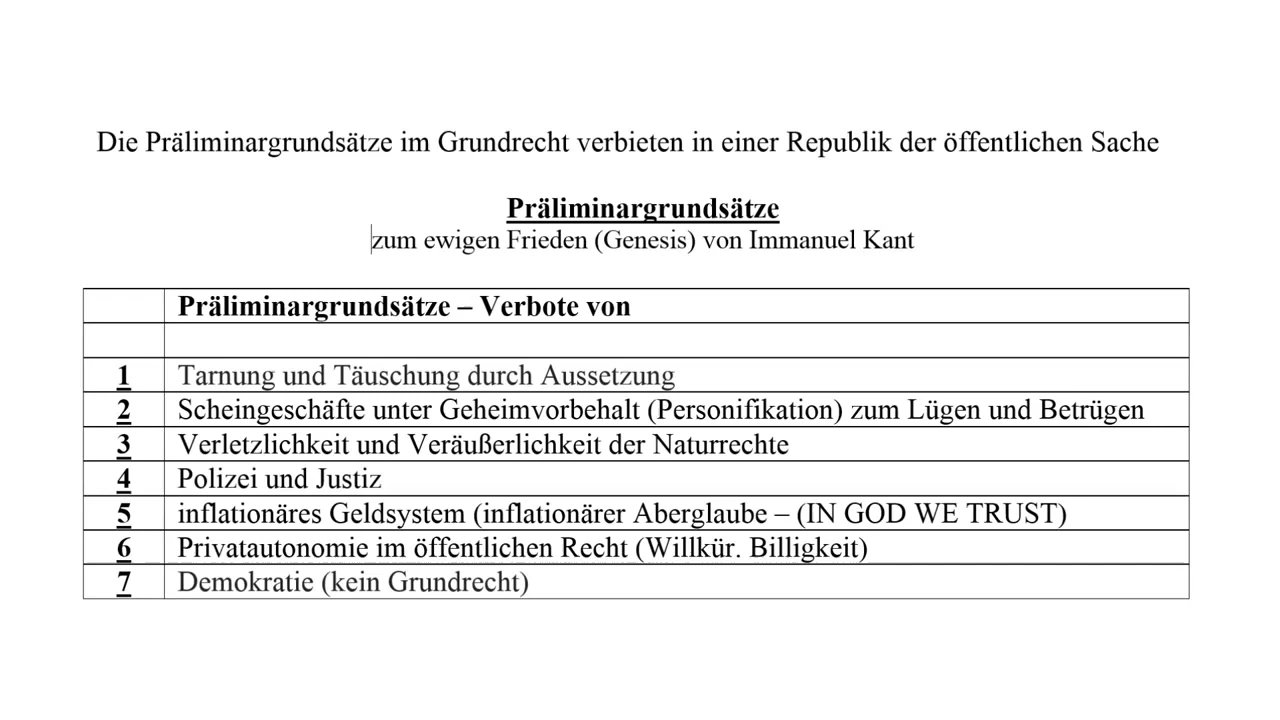 Die Präliminargrundsätze im Grundrecht verbieten in einer Republik der öffentlichen Sache
Präliminargrundsätze
zum ewigen Frieden (Genesis) von Immanuel Kant
Präliminargrundsätze – Verbote von
1 Tarnung und Täuschung durch Aussetzung
2 Scheingeschäfte unter Geheimvorbehalt (Personifikation) zum Lügen und Betrügen
3 Verletzlichkeit und Veräußerlichkeit der Naturrechte
4 Polizei und Justiz
5 inflationäres Geldsystem (inflationärer Aberglaube – (IN GOD WE TRUST)
6 Privatautonomie im öffentlichen Recht (Willkür. Billigkeit)
7 Demokratie (kein Grundrecht)